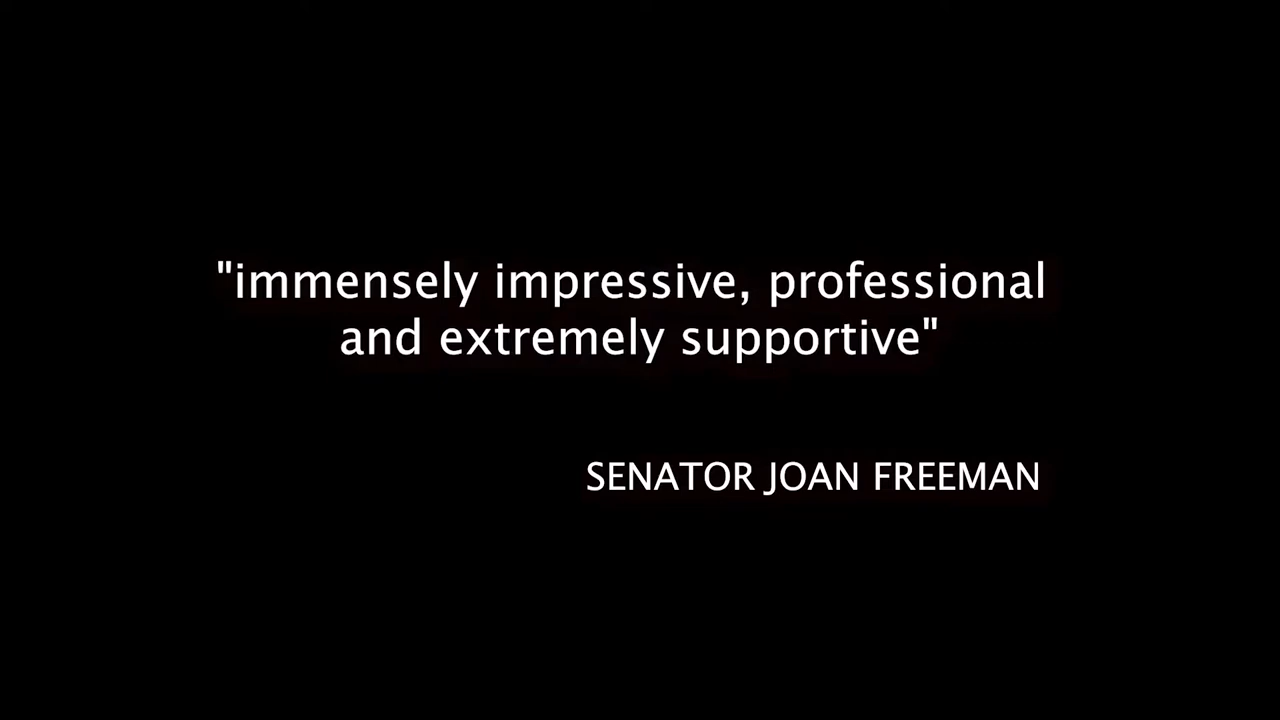 "immensely impressive, professional
and extremely supportive"
SENATOR JOAN FREEMAN